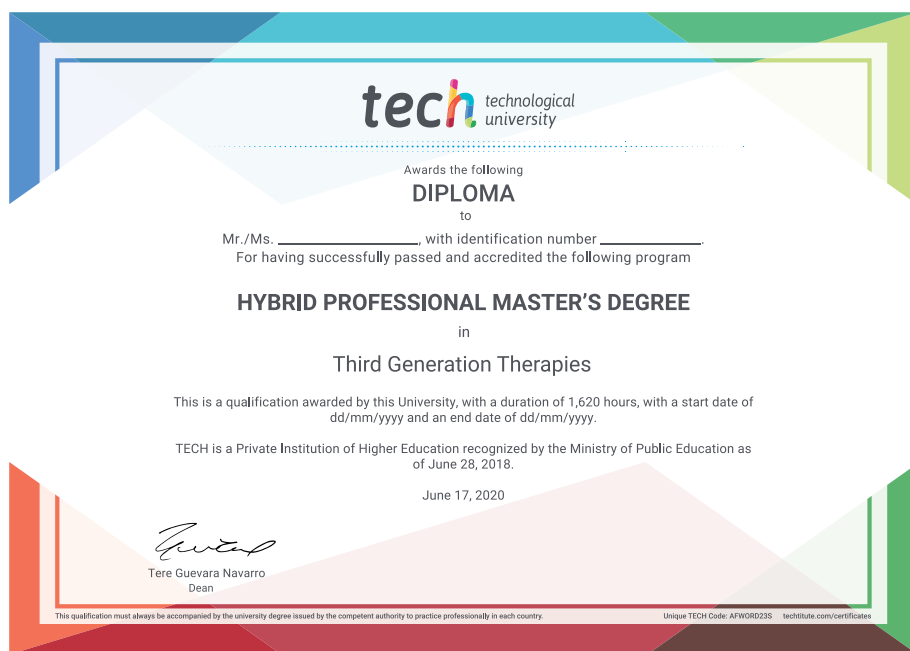 tech technological
university
Awards the following
DIPLOMA
to
Mr./Ms. ____________________, with identification number ______________.
For having successfully passed and accredited the following program
HYBRID PROFESSIONAL MASTER'S DEGREE
in
Third Generation Therapies
This is a qualification awarded by this University, with a duration of 1,620 hours, with a start date of
dd/mm/yyyy and an end date of dd/mm/yyyy.
TECH is a Private Institution of Higher Education recognized by the Ministry of Public Education as
of June 28, 2018.
June 17, 2020
Tere Guevara Navarro
Dean
This qualification must always be accompanied by the university degree issued by the competent authority to practice professionally in each country.
Unique TECH Code: AFWORD23S techtitute.com/certificates